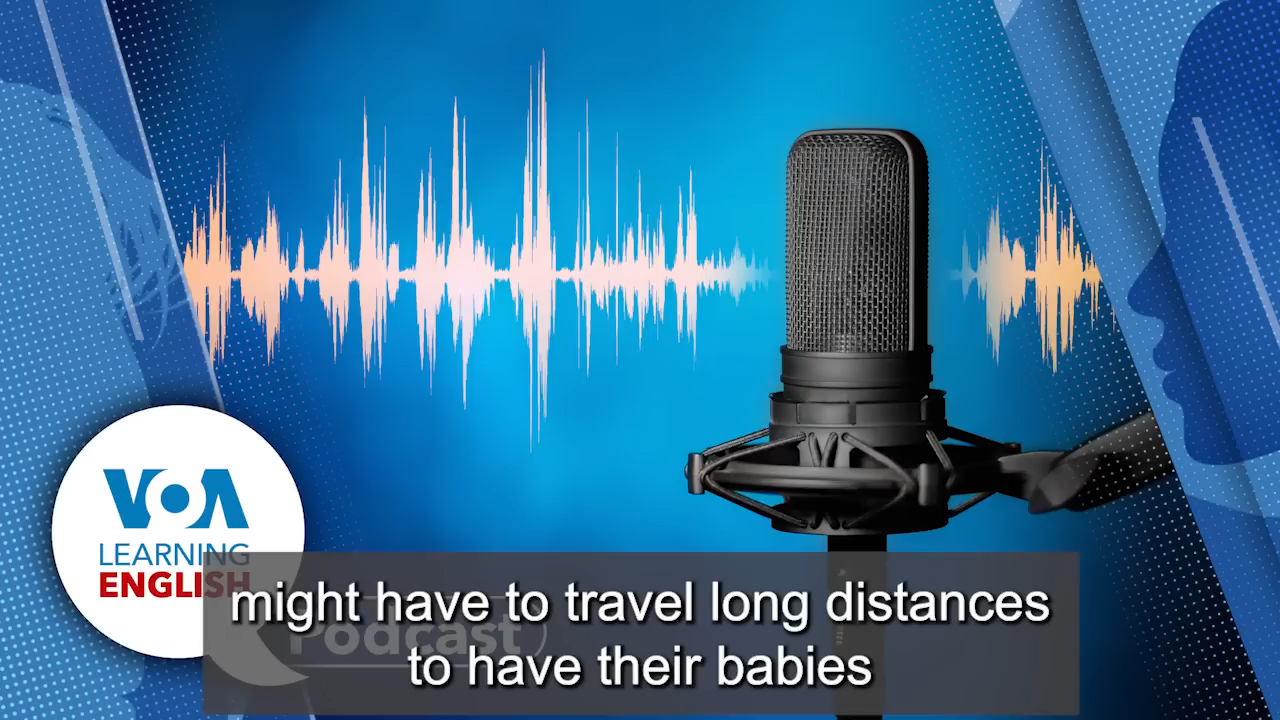 VOA
LEARNING
ENGLISH
Podcast
might have to travel long distances
to have their babies